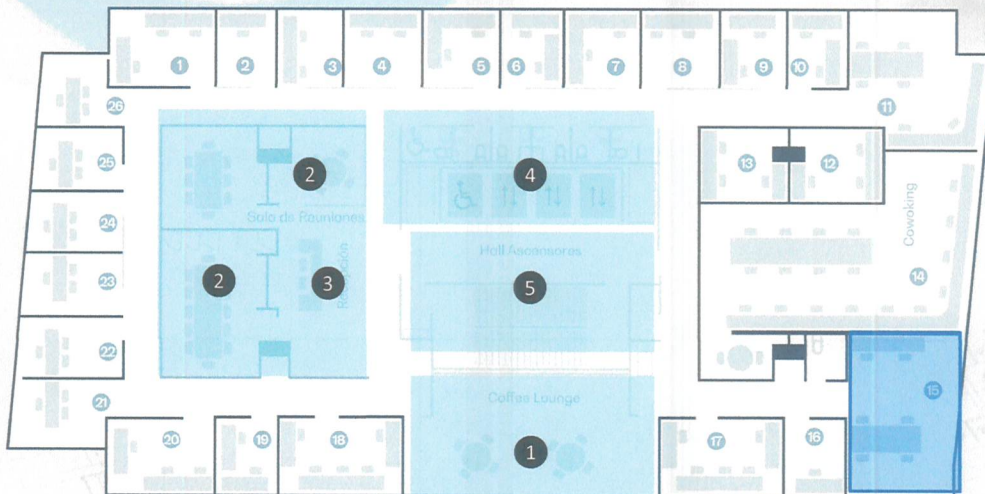 1 2 3 4 5 6 7 8 9 10
11
26
2 4
25 13 12
Sala de Reuniones
24
Coworking
Hall Ascensores
23 2 3 Recepción 5 14
22
15
21 Coffee Lounge
20 19 18 1 17 16